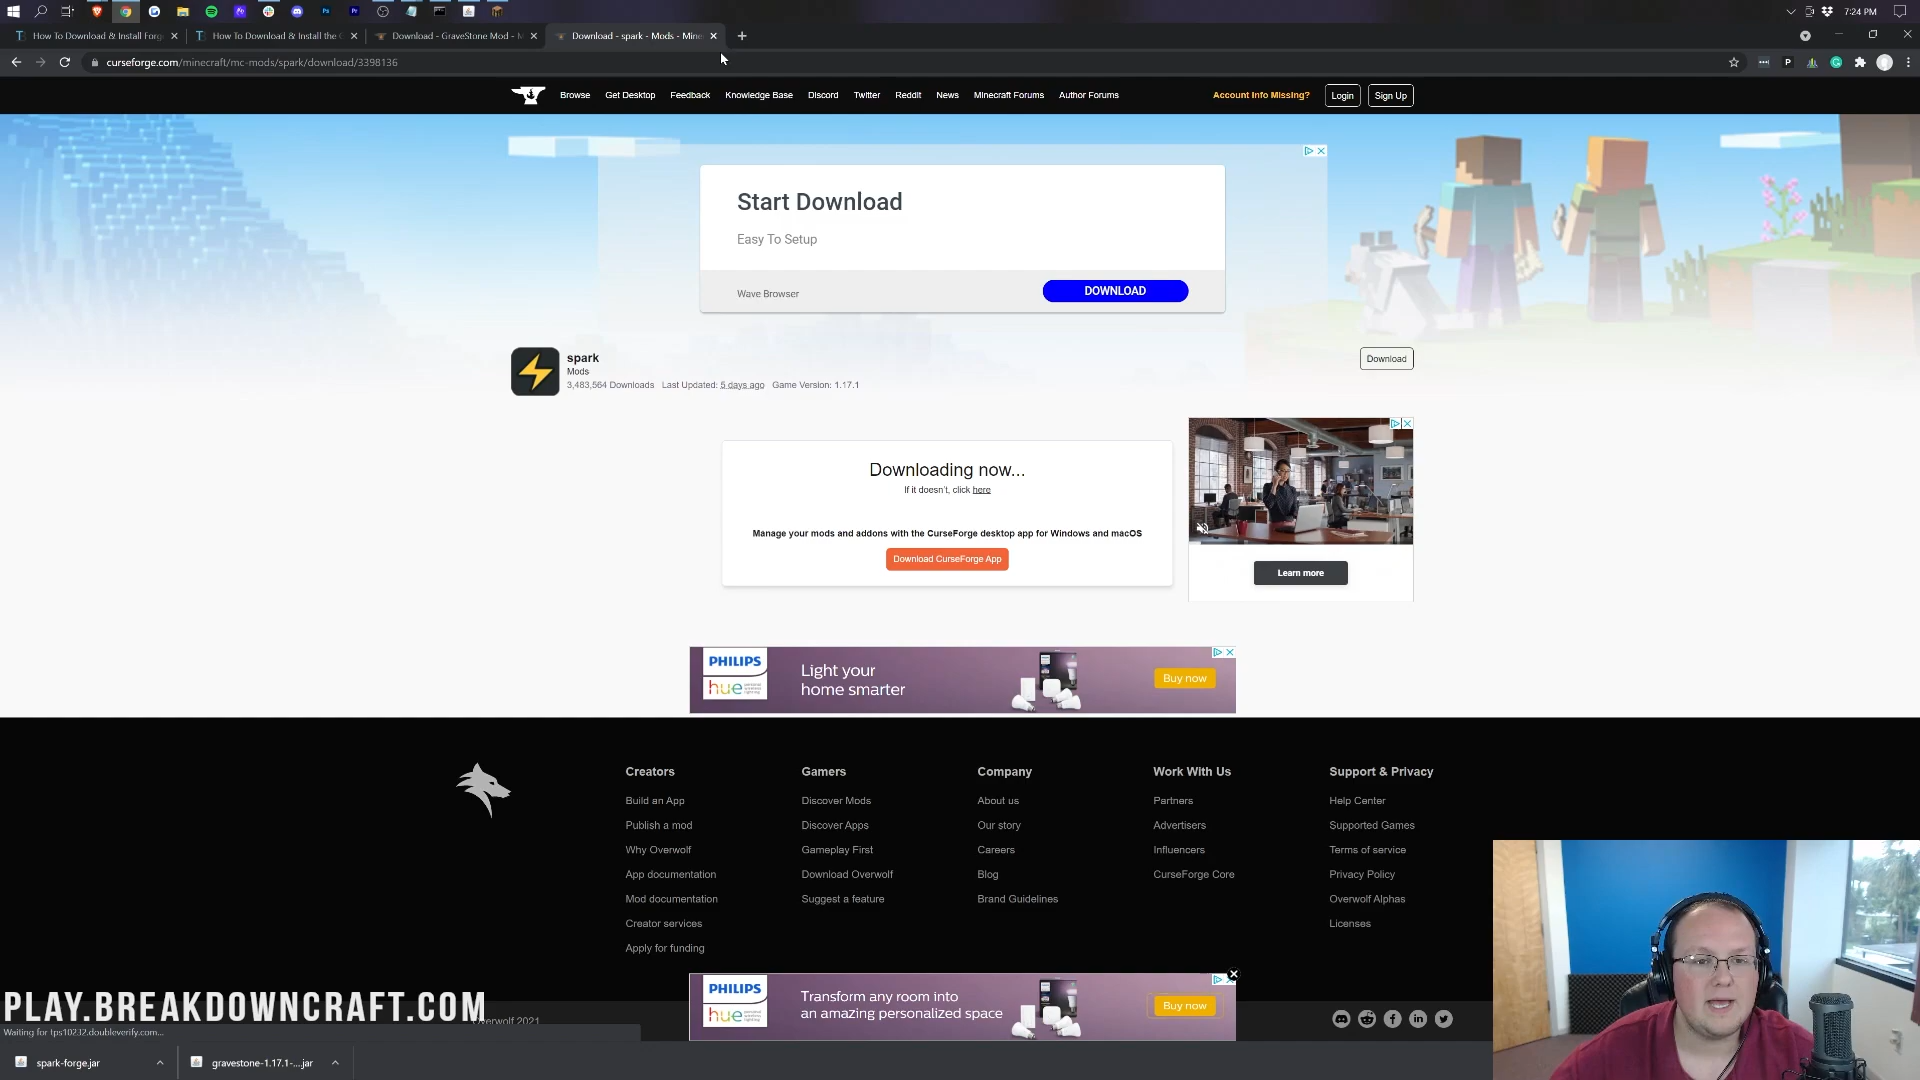 7:24 PM
How To Download & Install Forg
How To Download & Install the
Download - GraveStone Mod - M
Download - spark - Mods - Mine
curseforge.com/minecraft/mc-mods/spark/download/3398136
Browse Get Desktop Feedback Knowledge Base Discord Twitter Reddit News Minecraft Forums Author Forums
Account Info Missing? Login Sign Up
Start Download
Easy To Setup
Wave Browser
DOWNLOAD
spark
Mods
3,483,564 Downloads Last Updated: 5 days ago Game Version: 1.17.1
Download
Downloading now...
If it doesn't, click here
Manage your mods and addons with the CurseForge desktop app for Windows and macOS
Download CurseForge App
Learn more
PHILIPS
hue
Light your
home smarter
Buy now
Creators
Build an App
Publish a mod
Why Overwolf
App documentation
Mod documentation
Creator services
Apply for funding
Gamers
Discover Mods
Discover Apps
Gameplay First
Download Overwolf
Suggest a feature
Company
About us
Our story
Careers
Blog
Brand Guidelines
Work With Us
Partners
Advertisers
Influencers
CurseForge Core
Support & Privacy
Help Center
Supported Games
Terms of service
Privacy Policy
Overwolf Alphas
Licenses
PHILIPS
hue
Transform any room into
an amazing personalized space
Buy now
PLAY.BREAKDOWNCRAFT.COM
Overwolf 2021
Waiting for tps10232.doubleverify.com...
spark-forge.jar
gravestone-1.17.1-....jar